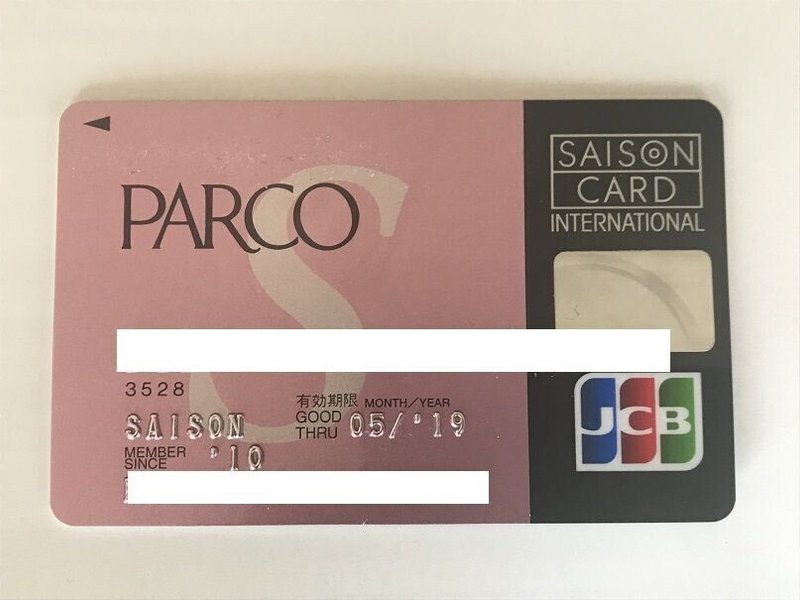 PARCO
SAISON
CARD
INTERNATIONAL
3528
SAISON
有効期限 MONTH/YEAR
GOOD
THRU 05/'19
MEMBER
SINCE '10
JCB